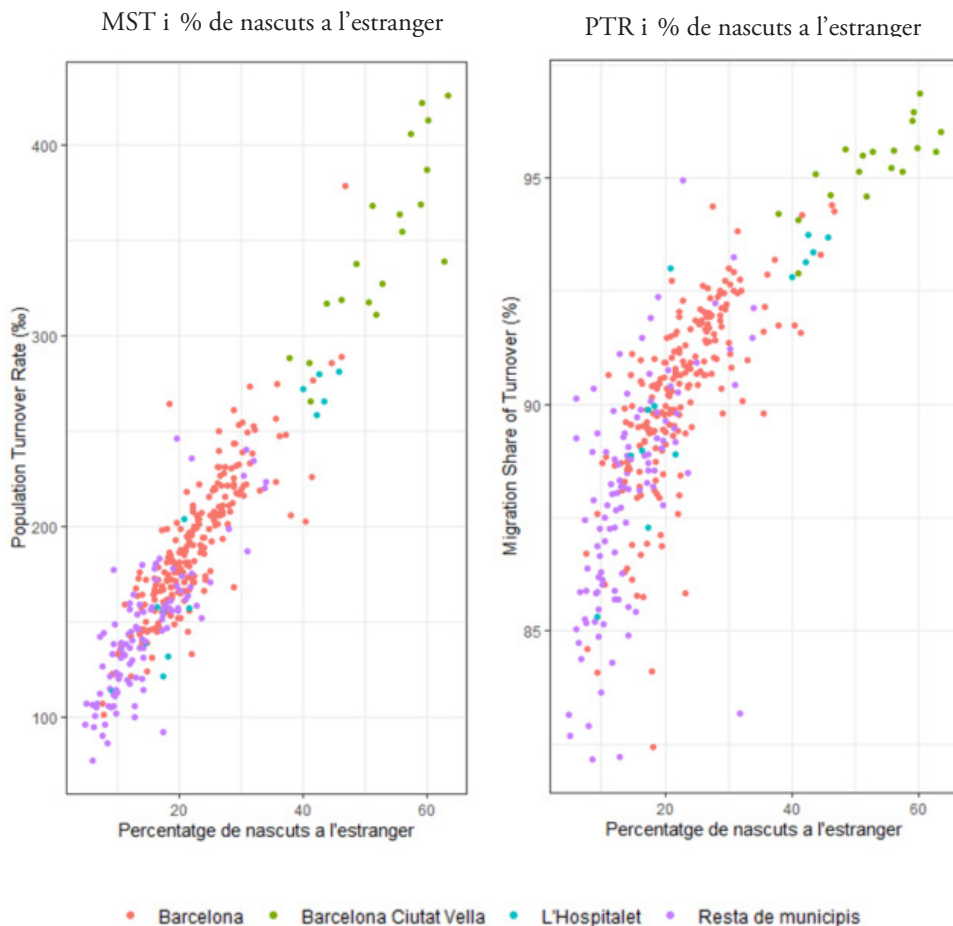 MST i % de nascuts a l’estranger
PTR i % de nascuts a l’estranger
Population Turnover Rate (‰)
400
300
200
100
20
40
60
Percentatge de nascuts a l'estranger
Migration Share of Turnover (%)
95
90
85
20
40
60
Percentatge de nascuts a l'estranger
Barcelona
Barcelona Ciutat Vella
L'Hospitalet
Resta de municipis